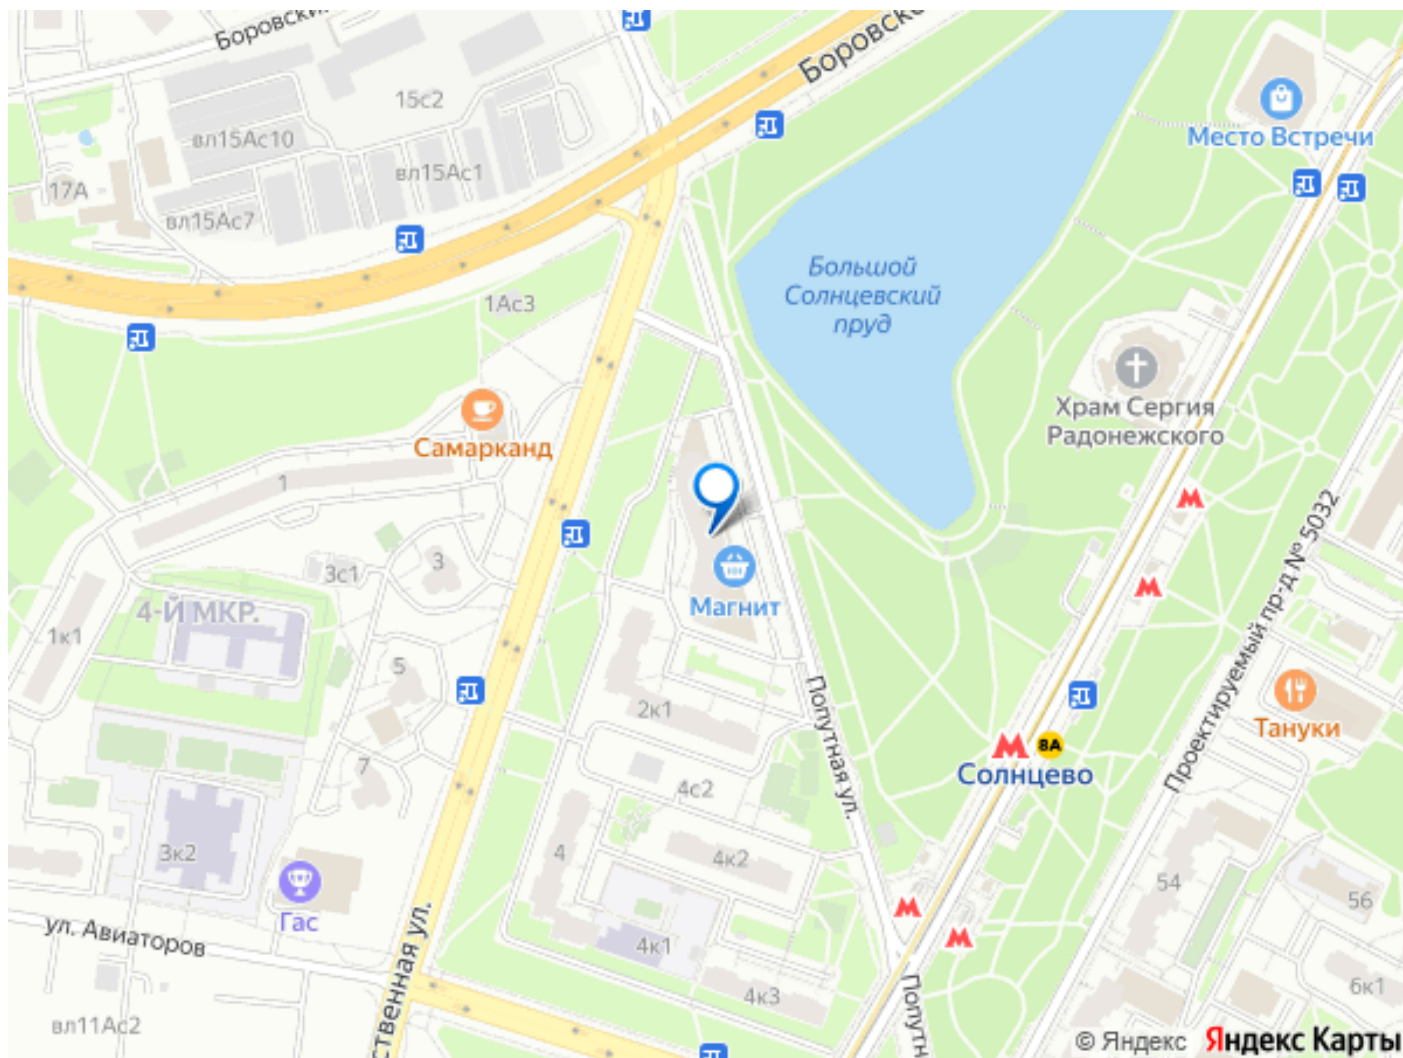 Боровски
Боровско
15с2
вл15Ас10
вл15Ас1
17А
вл15Ас7
Место Встречи
Большой
Солнцевский
пруд
1Ас3
Храм Сергия
Радонежского
Самарканд
1
3
3с1
4-Й МКР.
1к1
Магнит
Проектируемый пр-д № 5032
5
2к1
Попутная ул.
Тануки
8А
Солнцево
7
4с2
3к2
4
4к2
54
56
Гас
ул. Авиаторов
ственная ул.
4к1
4к3
6к1
Попутн
вл11Ас2
© Яндекс Яндекс Карты